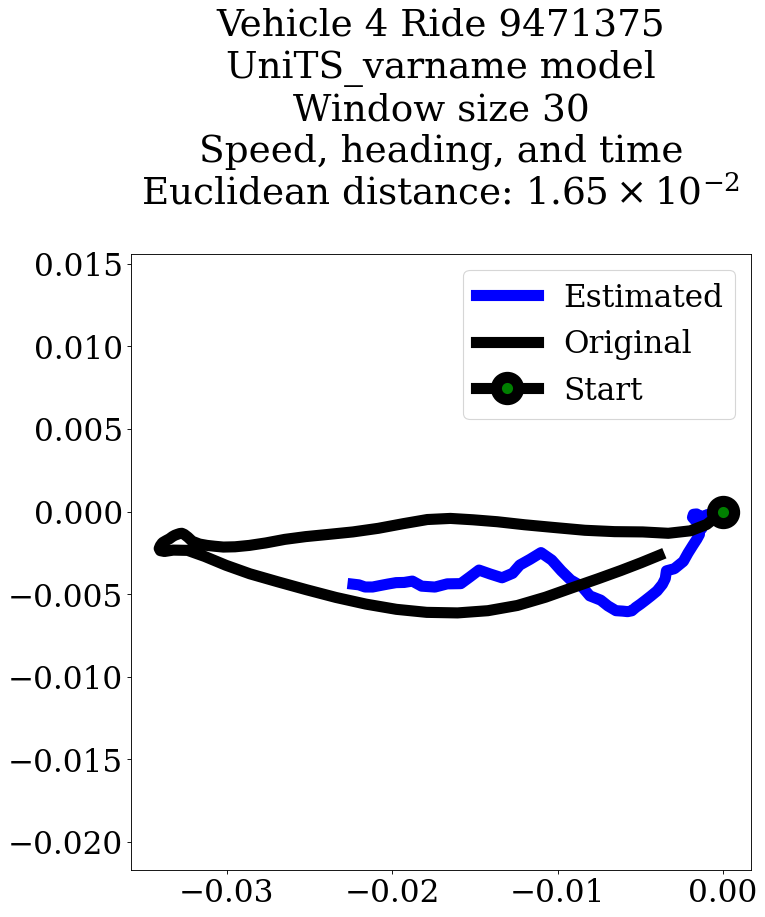 Vehicle 4 Ride 9471375
UniTS_varname model
Window size 30
Speed, heading, and time
Euclidean distance: 1.65 × 10⁻²
Estimated
Original
Start
0.015
0.010
0.005
0.000
−0.005
−0.010
−0.015
−0.020
−0.03 −0.02 −0.01 0.00